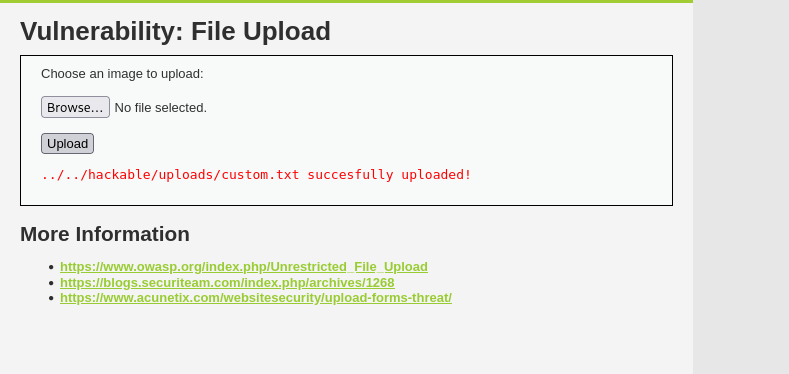 Vulnerability: File Upload
Choose an image to upload:
Browse... No file selected.
Upload
../../hackable/uploads/custom.txt succesfully uploaded!
More Information
• https://www.owasp.org/index.php/Unrestricted_File_Upload
• https://blogs.securiteam.com/index.php/archives/1268
• https://www.acunetix.com/websitesecurity/upload-forms-threat/